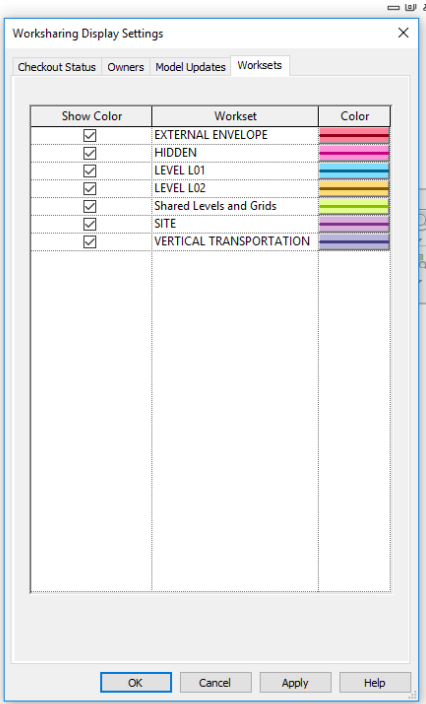 Worksharing Display Settings
Checkout Status Owners Model Updates Worksets
Show Color Workset Color
EXTERNAL ENVELOPE
HIDDEN
LEVEL L01
LEVEL L02
Shared Levels and Grids
SITE
VERTICAL TRANSPORTATION
OK Cancel Apply Help